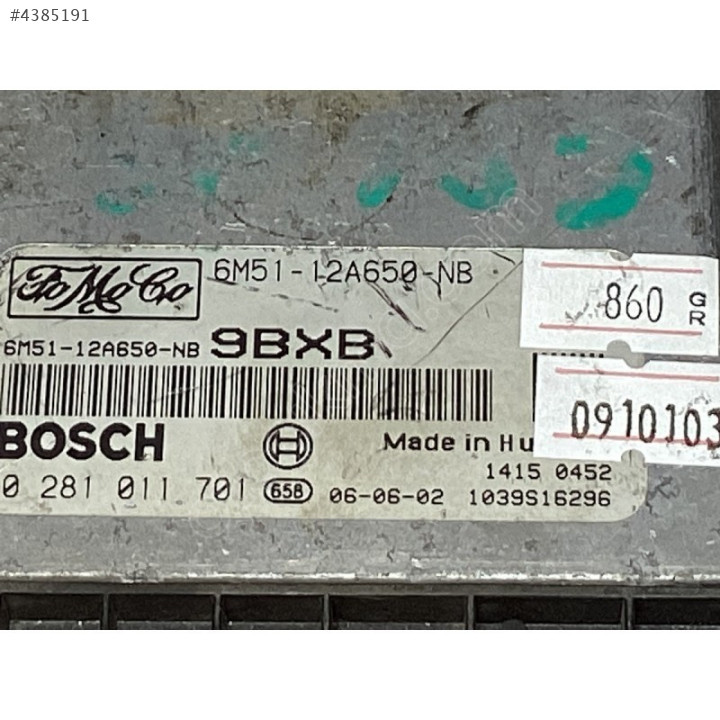 #4385191
FoMoCo
6M51-12A650-NB
860 GR
6M51-12A650-NB 9BXB
0910103
BOSCH
Made in Hu
1415 0452
0 281 011 701 658 06-06-02 1039S16296